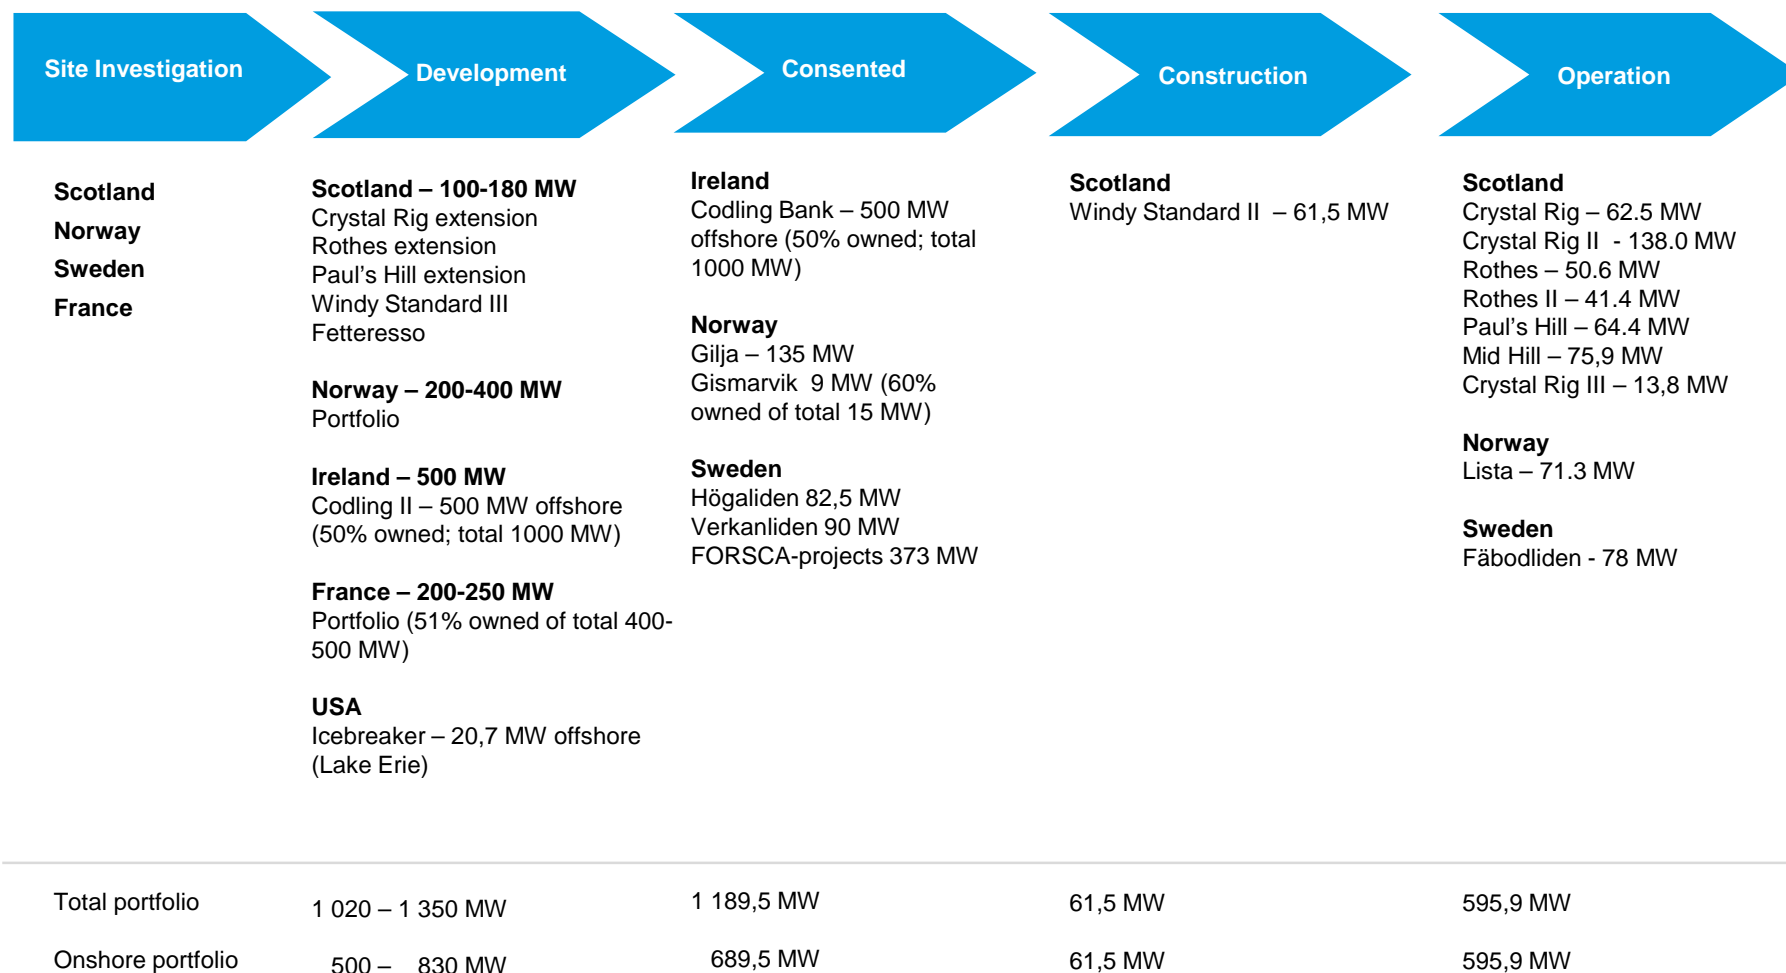 Site Investigation
Development
Consented
Construction
Operation
Scotland
Norway
Sweden
France
Scotland – 100-180 MW
Crystal Rig extension
Rothes extension
Paul's Hill extension
Windy Standard III
Fetteresso
Norway – 200-400 MW
Portfolio
Ireland – 500 MW
Codling II – 500 MW offshore
(50% owned; total 1000 MW)
France – 200-250 MW
Portfolio (51% owned of total 400-
500 MW)
USA
Icebreaker – 20,7 MW offshore
(Lake Erie)
Ireland
Codling Bank – 500 MW
offshore (50% owned; total
1000 MW)
Norway
Gilja – 135 MW
Gismarvik 9 MW (60%
owned of total 15 MW)
Sweden
Högaliden 82,5 MW
Verkanliden 90 MW
FORSCA-projects 373 MW
Scotland
Windy Standard II – 61,5 MW
Scotland
Crystal Rig – 62.5 MW
Crystal Rig II - 138.0 MW
Rothes – 50.6 MW
Rothes II – 41.4 MW
Paul's Hill – 64.4 MW
Mid Hill – 75,9 MW
Crystal Rig III – 13,8 MW
Norway
Lista – 71.3 MW
Sweden
Fäbodliden - 78 MW
Total portfolio 1 020 – 1 350 MW 1 189,5 MW 61,5 MW 595,9 MW
Onshore portfolio 500 – 830 MW 689,5 MW 61,5 MW 595,9 MW